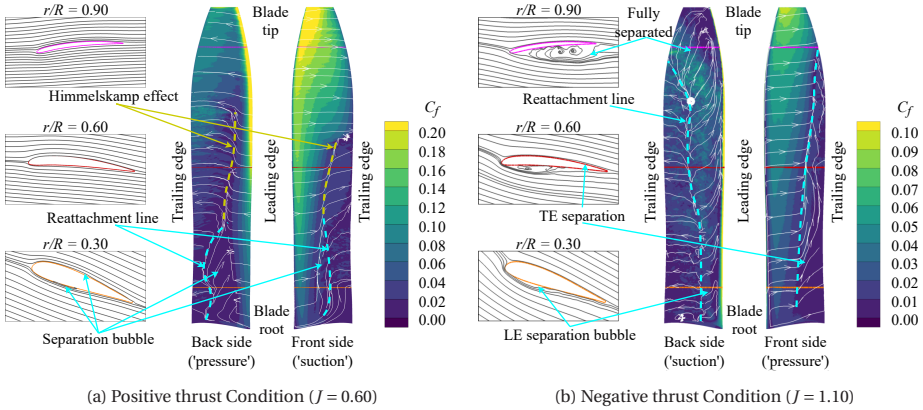 r/R = 0.90
Blade tip
Himmelskamp effect
r/R = 0.60
Trailing edge
Leading edge
Trailing edge
C_f
0.20
0.18
0.16
0.14
0.12
0.10
0.08
0.06
0.04
0.02
0.00
Reattachment line
r/R = 0.30
Separation bubble
Blade root
Back side
('pressure')
Front side
('suction')
(a) Positive thrust Condition (J = 0.60)
r/R = 0.90
Fully
separated
Blade tip
Reattachment line
r/R = 0.60
Trailing edge
Leading edge
Trailing edge
C_f
0.10
0.09
0.08
0.07
0.06
0.05
0.04
0.03
0.02
0.01
0.00
TE separation
r/R = 0.30
LE separation bubble
Blade root
Back side
('suction')
Front side
('pressure')
(b) Negative thrust Condition (J = 1.10)